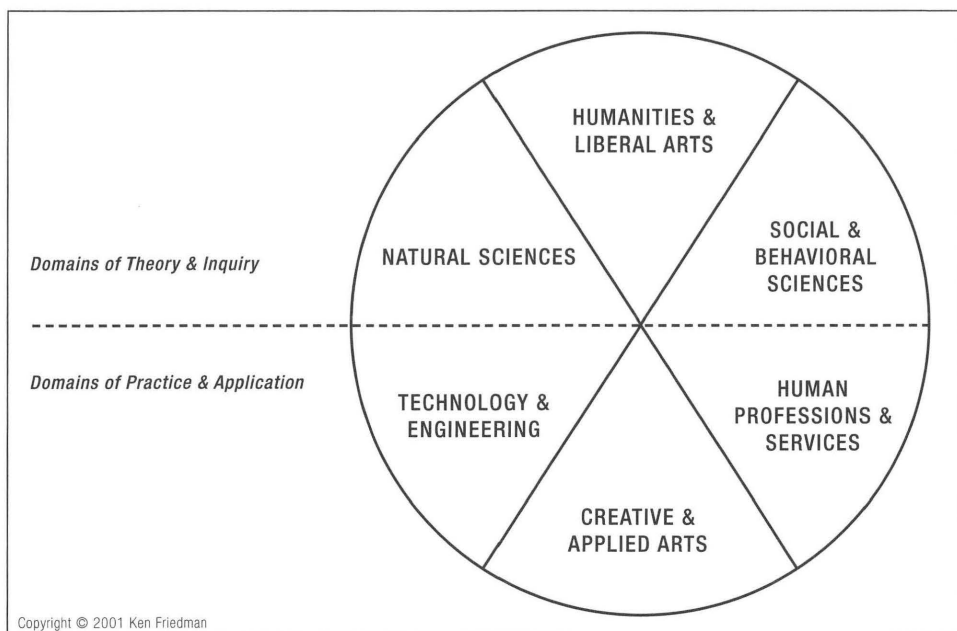 HUMANITIES &
LIBERAL ARTS
NATURAL SCIENCES
SOCIAL &
BEHAVIORAL
SCIENCES
Domains of Theory & Inquiry
Domains of Practice & Application
TECHNOLOGY &
ENGINEERING
HUMAN
PROFESSIONS &
SERVICES
CREATIVE &
APPLIED ARTS
Copyright © 2001 Ken Friedman